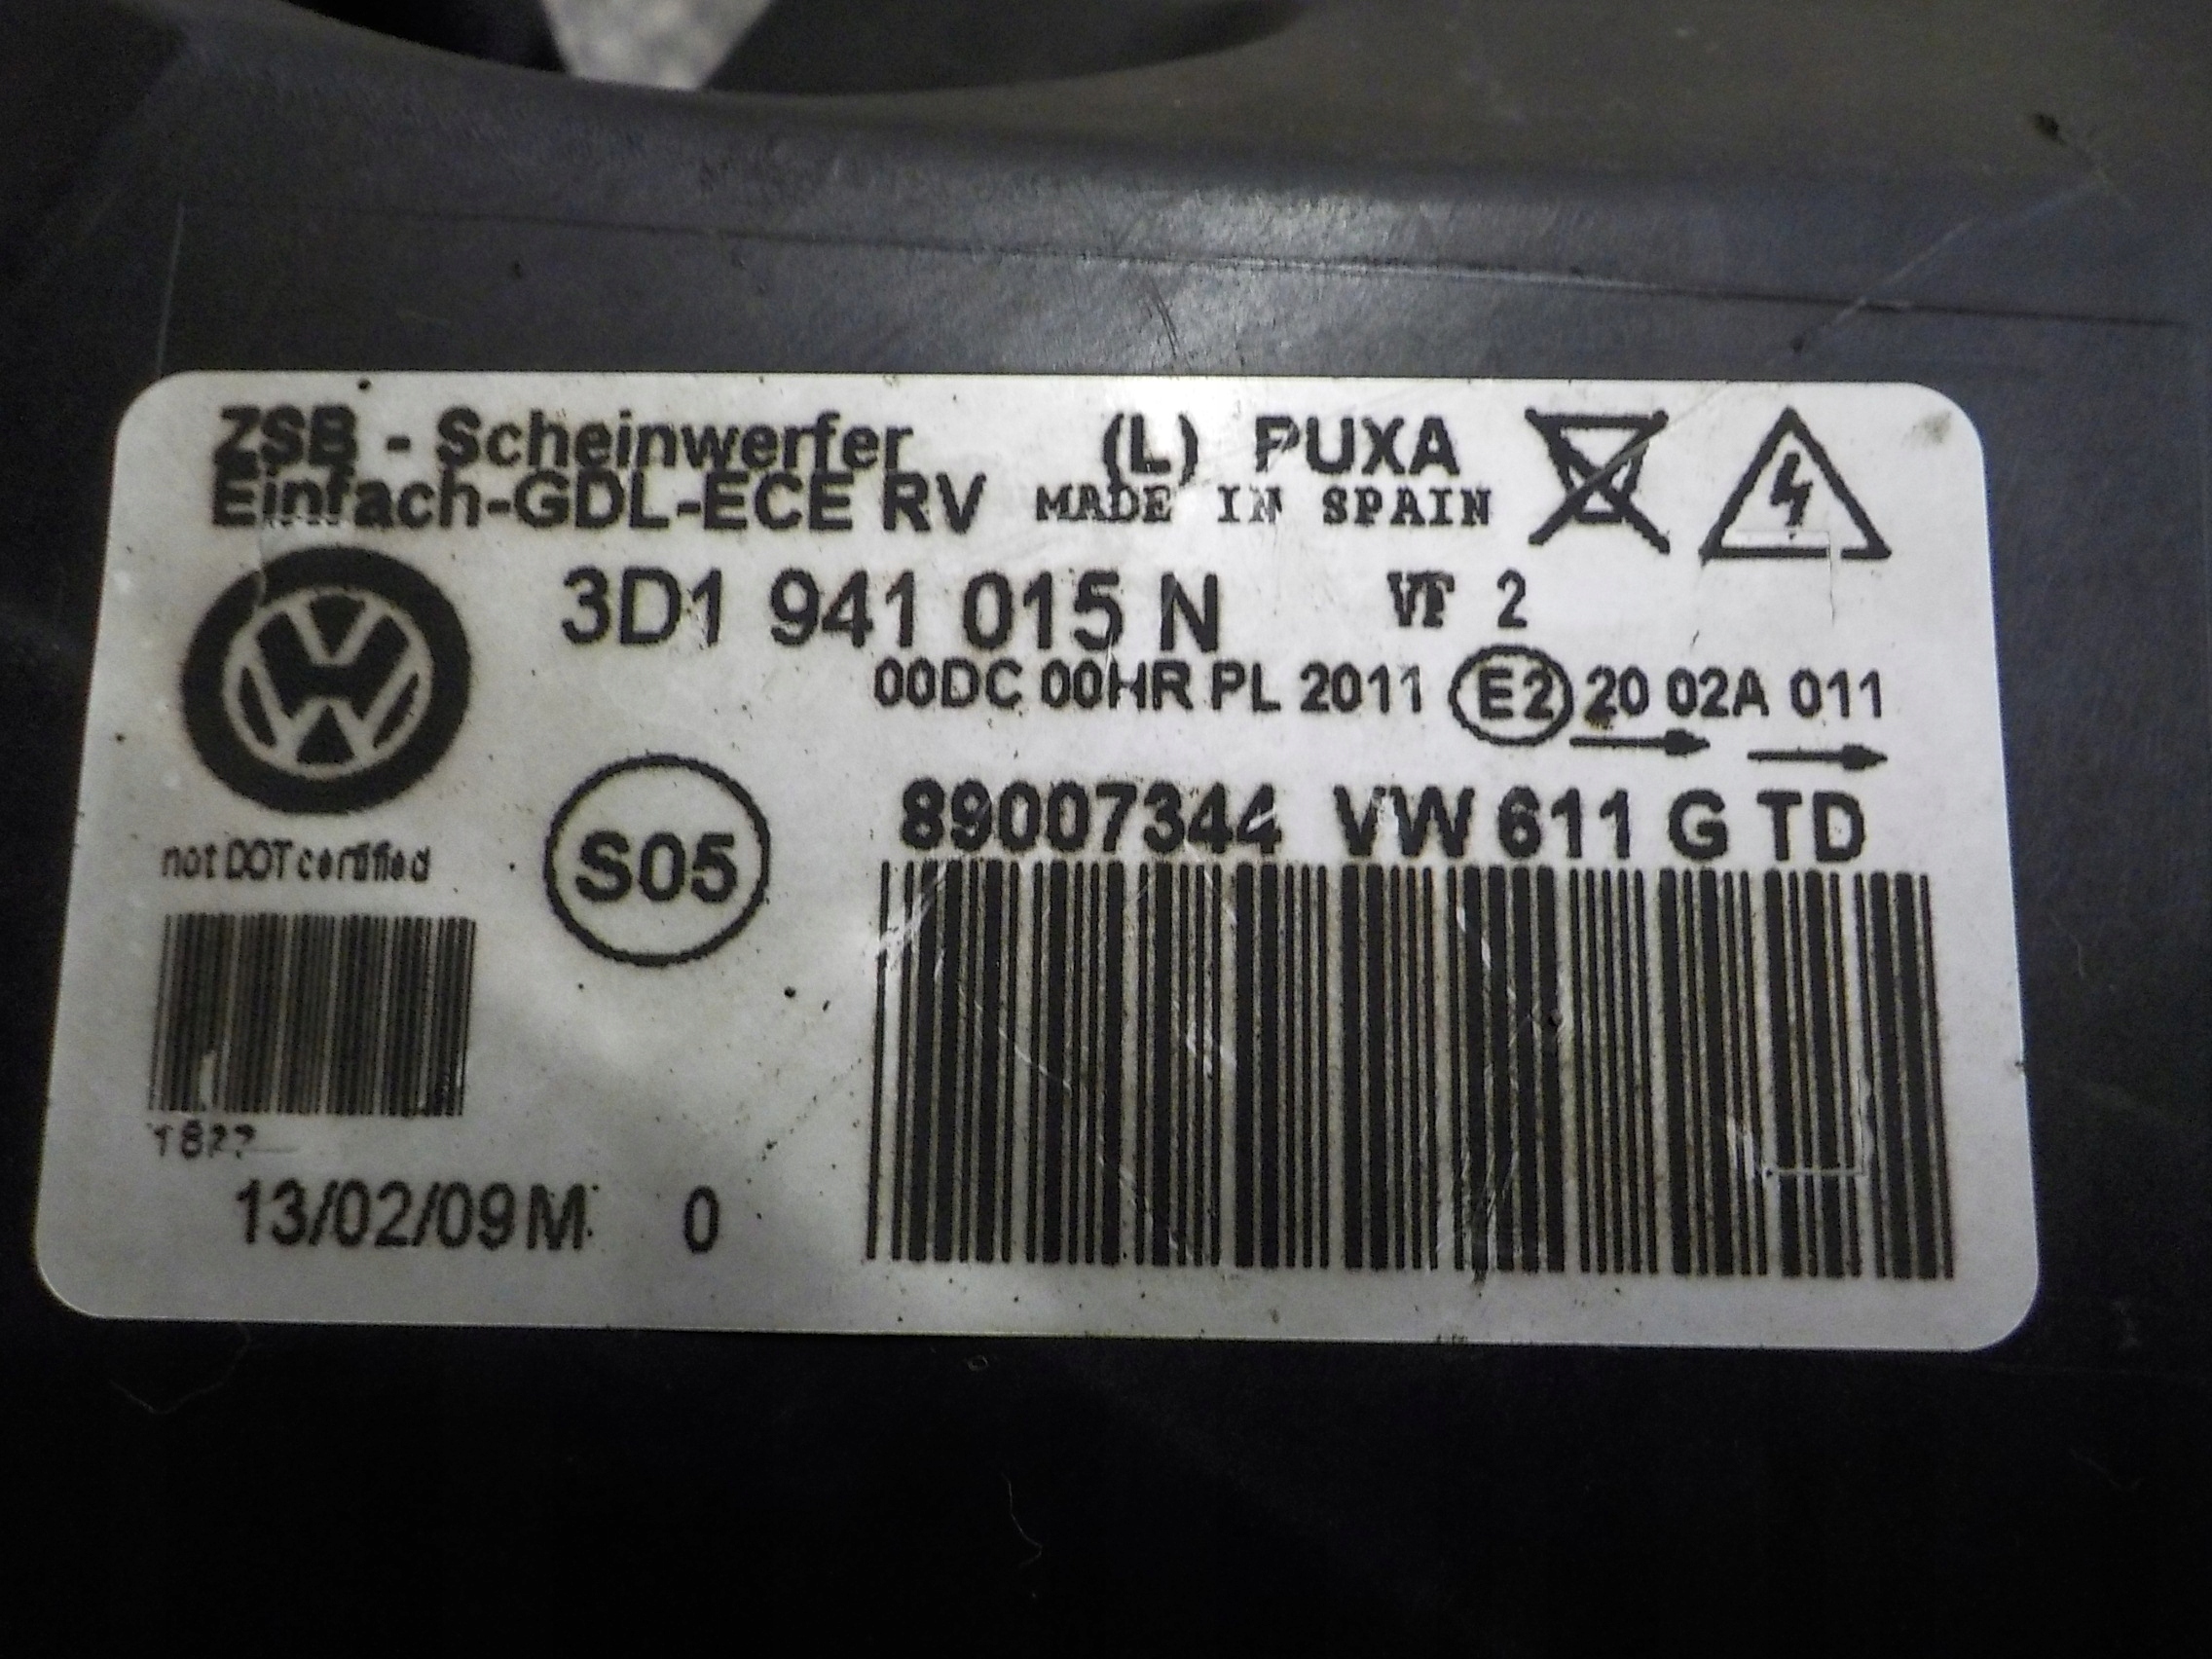 ZSB - Scheinwerfer (L) PUXA
Einfach-GDL-ECE RV MADE IN SPAIN
3D1 941 015 N VF 2
00DC 00HR PL 2011 E2 20 02A 011
89007344 VW 611 G TD
S05
not DOT certified
13/02/09 M 0